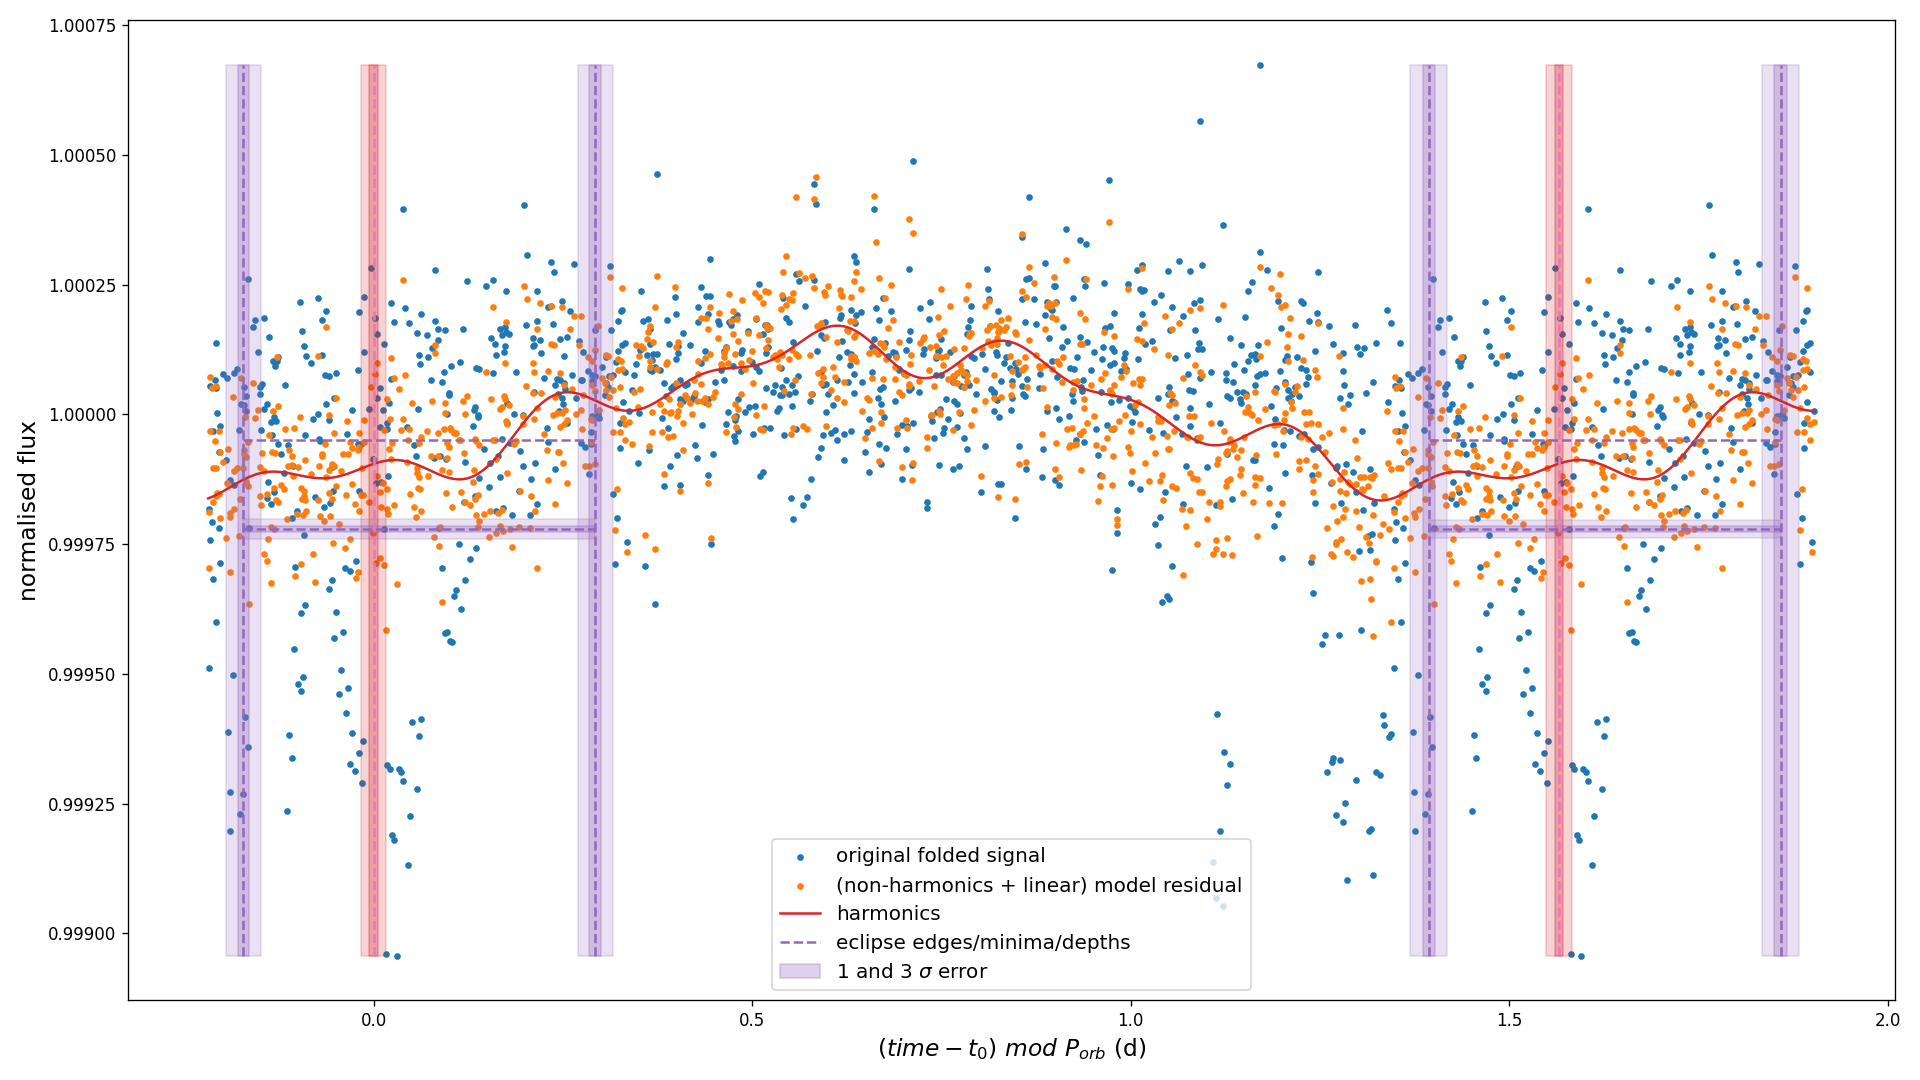 1.00075
1.00050
1.00025
1.00000
0.99975
0.99950
0.99925
0.99900
normalised flux
0.0
0.5
1.0
1.5
2.0
(time − t₀) mod P_orb (d)
original folded signal
(non-harmonics + linear) model residual
harmonics
eclipse edges/minima/depths
1 and 3 σ error